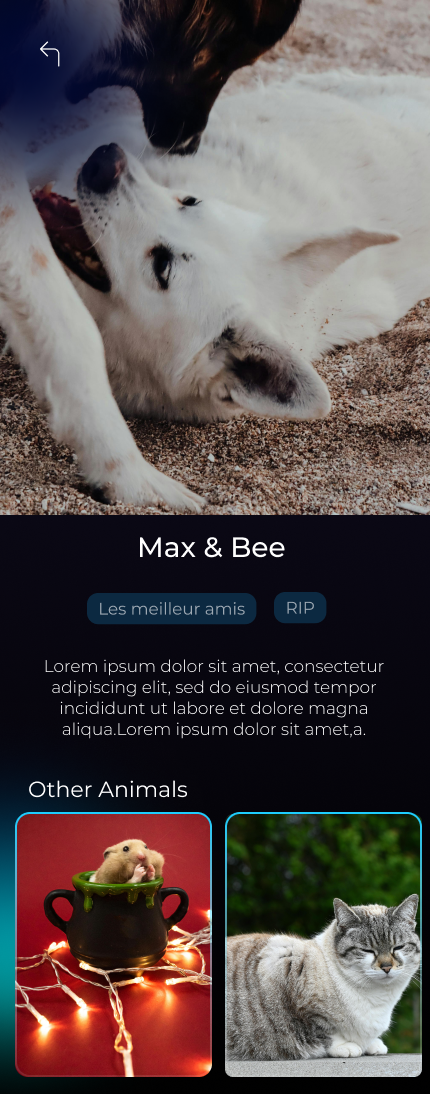 Max & Bee
Les meilleur amis
RIP
Lorem ipsum dolor sit amet, consectetur
adipiscing elit, sed do eiusmod tempor
incididunt ut labore et dolore magna
aliqua.Lorem ipsum dolor sit amet,a.
Other Animals